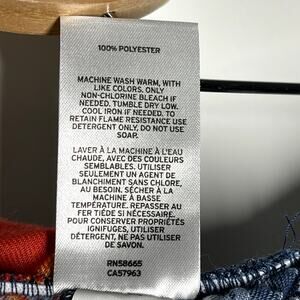 100% POLYESTER
MACHINE WASH WARM, WITH
LIKE COLORS. ONLY
NON-CHLORINE BLEACH IF
NEEDED. TUMBLE DRY LOW.
COOL IRON IF NEEDED. TO
RETAIN FLAME RESISTANCE USE
DETERGENT ONLY, DO NOT USE
SOAP.
LAVER À LA MACHINE À L'EAU
CHAUDE, AVEC DES COULEURS
SEMBLABLES. UTILISER
SEULEMENT UN AGENT DE
BLANCHIMENT SANS CHLORE,
AU BESOIN. SÉCHER À LA
MACHINE À BASSE
TEMPÉRATURE. REPASSER AU
FER TIÈDE SI NÉCESSAIRE.
POUR CONSERVER PROPRIÉTÉS
IGNIFUGES, UTILISER
DÉTERGENT, NE PAS UTILISER
DE SAVON.
RN58665
CA57963